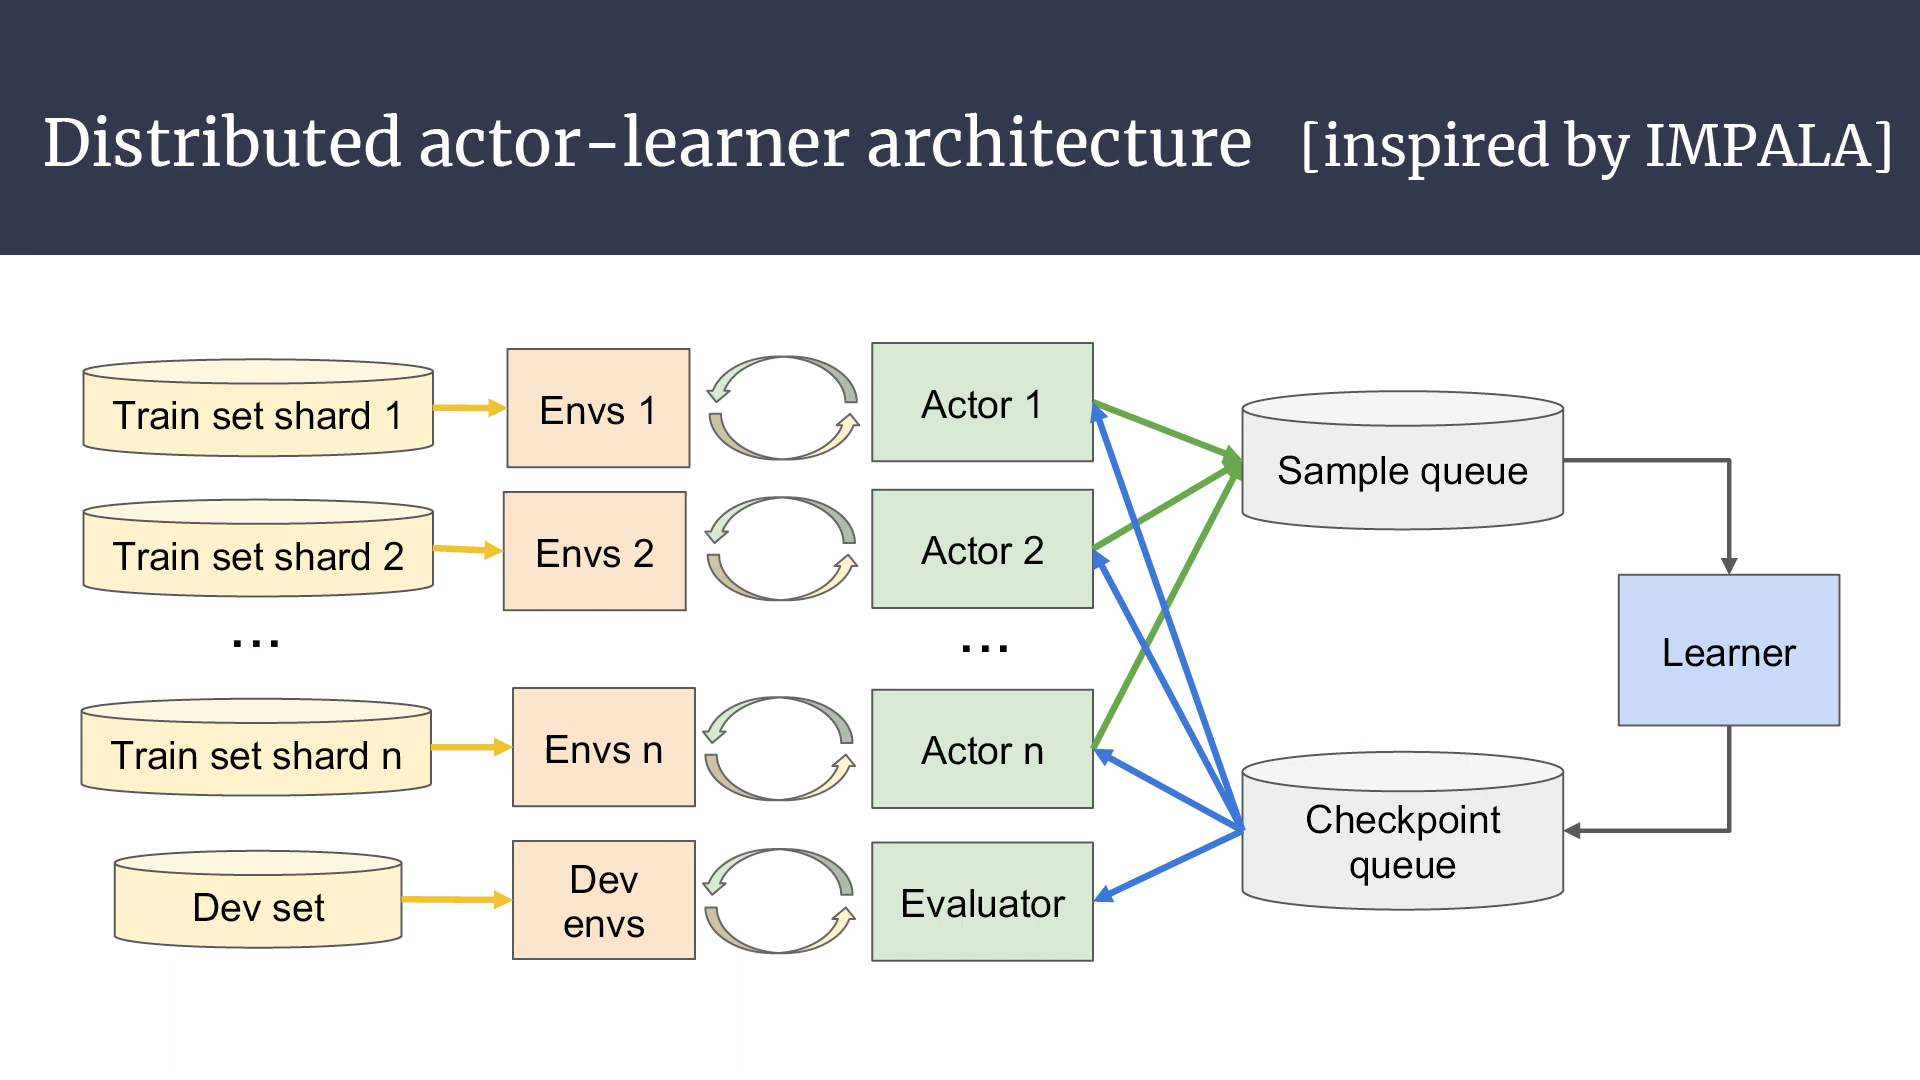 Distributed actor-learner architecture [inspired by IMPALA]
Train set shard 1
Envs 1
Actor 1
Sample queue
Train set shard 2
Envs 2
Actor 2
...
...
Learner
Train set shard n
Envs n
Actor n
Checkpoint
queue
Dev set
Dev
envs
Evaluator